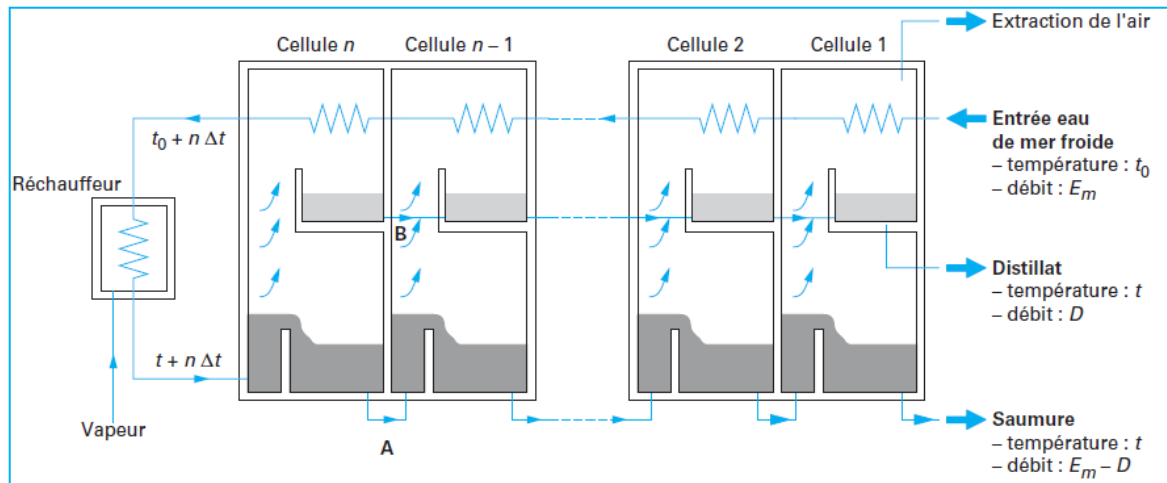 Cellule n
Cellule n – 1
Cellule 2
Cellule 1
Extraction de l'air
t0 + n Δt
Entrée eau
de mer froide
– température : t0
– débit : Em
Réchauffeur
B
Distillat
– température : t
– débit : D
t + n Δt
Vapeur
A
Saumure
– température : t
– débit : Em – D